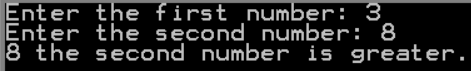 Enter the first number: 3
Enter the second number: 8
8 the second number is greater.